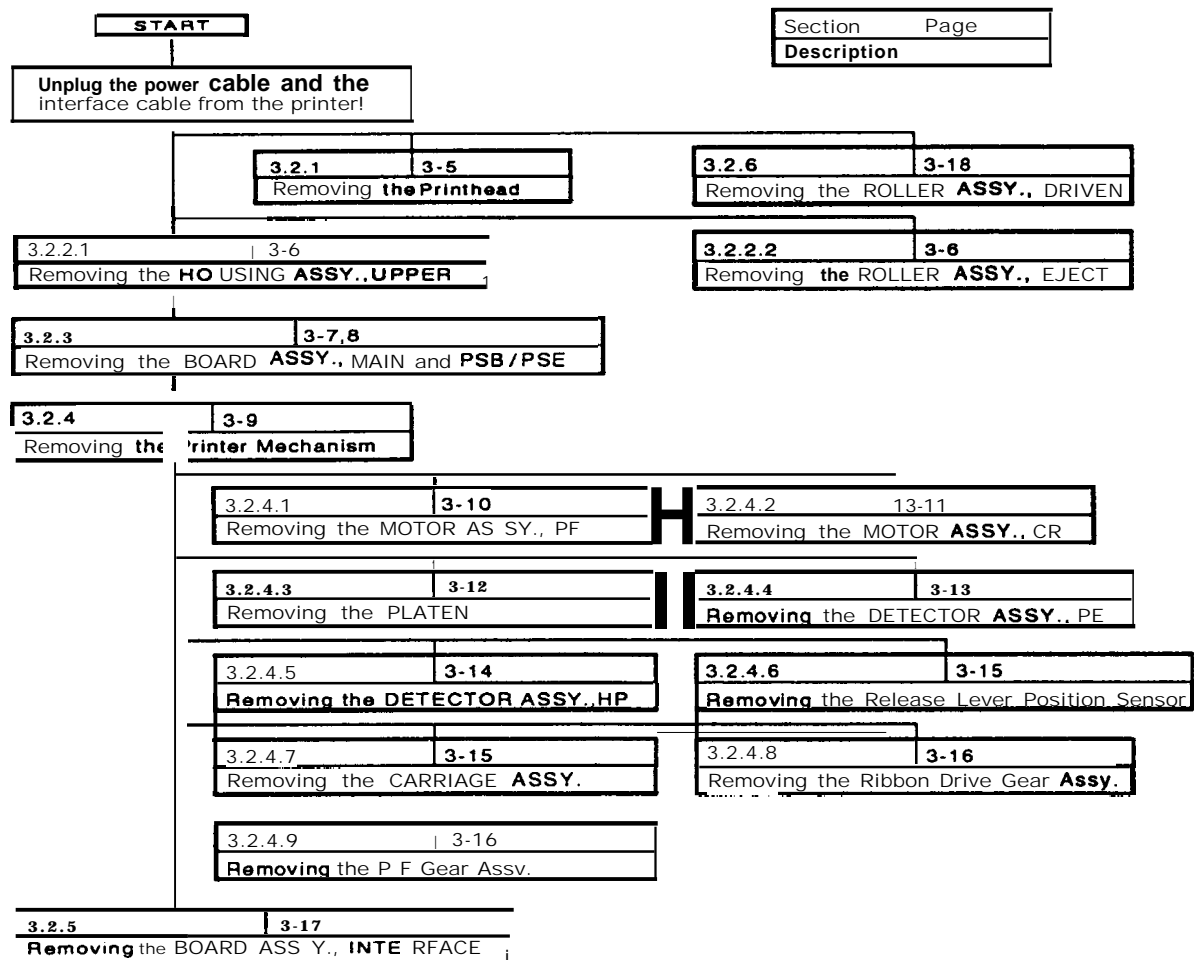 START
Section Page
Description
Unplug the power cable and the
interface cable from the printer!
3.2.1 3-5
Removing the Printhead
3.2.6 3-18
Removing the ROLLER ASSY., DRIVEN
3.2.2.1 3-6
Removing the HOUSING ASSY., UPPER
3.2.2.2 3-6
Removing the ROLLER ASSY., EJECT
3.2.3 3-7,8
Removing the BOARD ASSY., MAIN and PSB/PSE
3.2.4 3-9
Removing the rinter Mechanism
3.2.4.1 3-10
Removing the MOTOR AS SY., PF
3.2.4.2 13-11
Removing the MOTOR ASSY., CR
3.2.4.3 3-12
Removing the PLATEN
3.2.4.4 3-13
Removing the DETECTOR ASSY., PE
3.2.4.5 3-14
Removing the DETECTOR ASSY., HP
3.2.4.6 3-15
Removing the Release Lever Position Sensor
3.2.4.7 3-15
Removing the CARRIAGE ASSY.
3.2.4.8 3-16
Removing the Ribbon Drive Gear Assy.
3.2.4.9 3-16
Removing the P F Gear Assv.
3.2.5 3-17
Removing the BOARD ASS Y., INTE RFACE